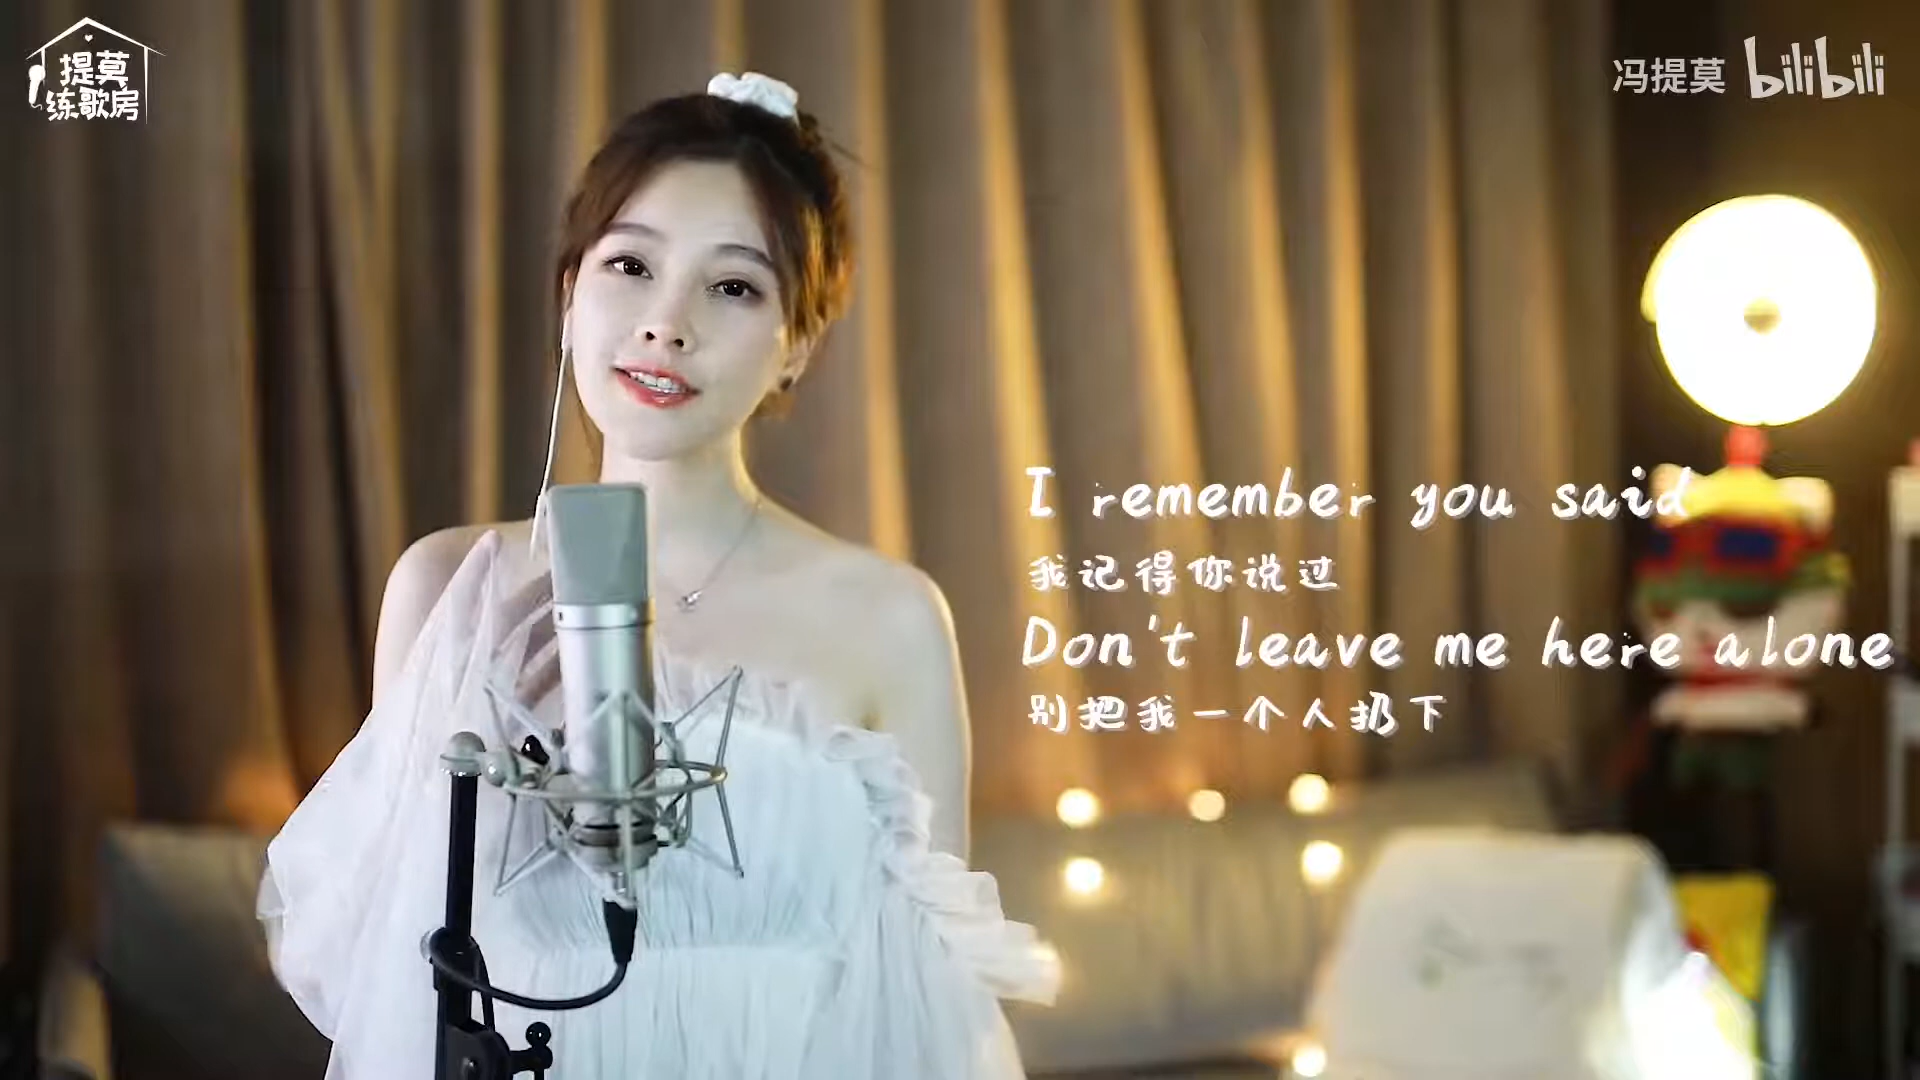 提莫
练歌房
冯提莫 bilibili
I remember you said
我记得你说过
Don't leave me here alone
别把我一个人扔下